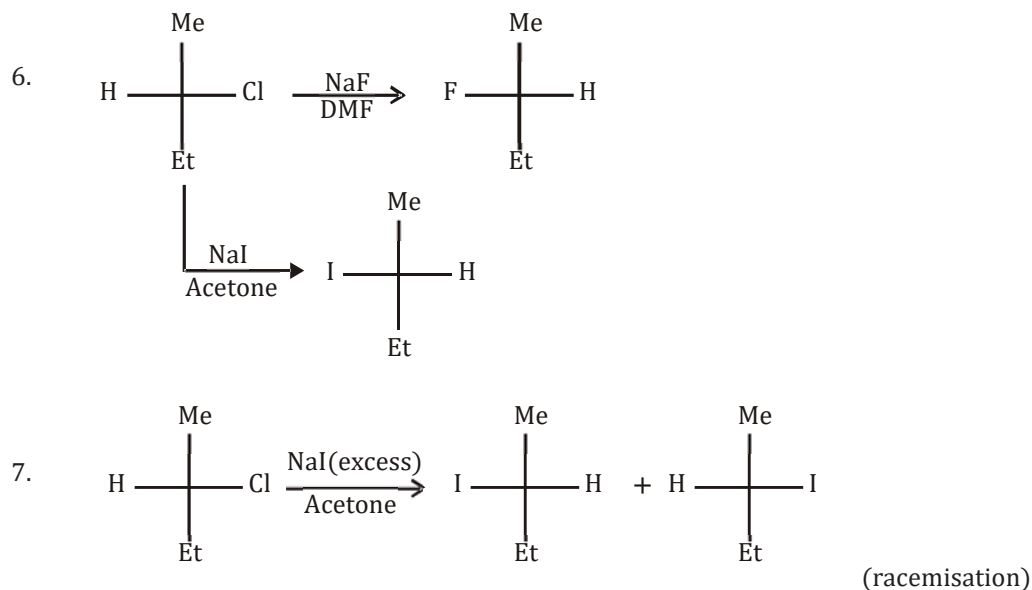 Me
6.
H Cl NaF F H
DMF
Et Et
Me
NaI
I H
Acetone
Et
Me Me Me
NaI(excess)
7. H Cl I H + H I
Acetone
Et Et Et
(racemisation)